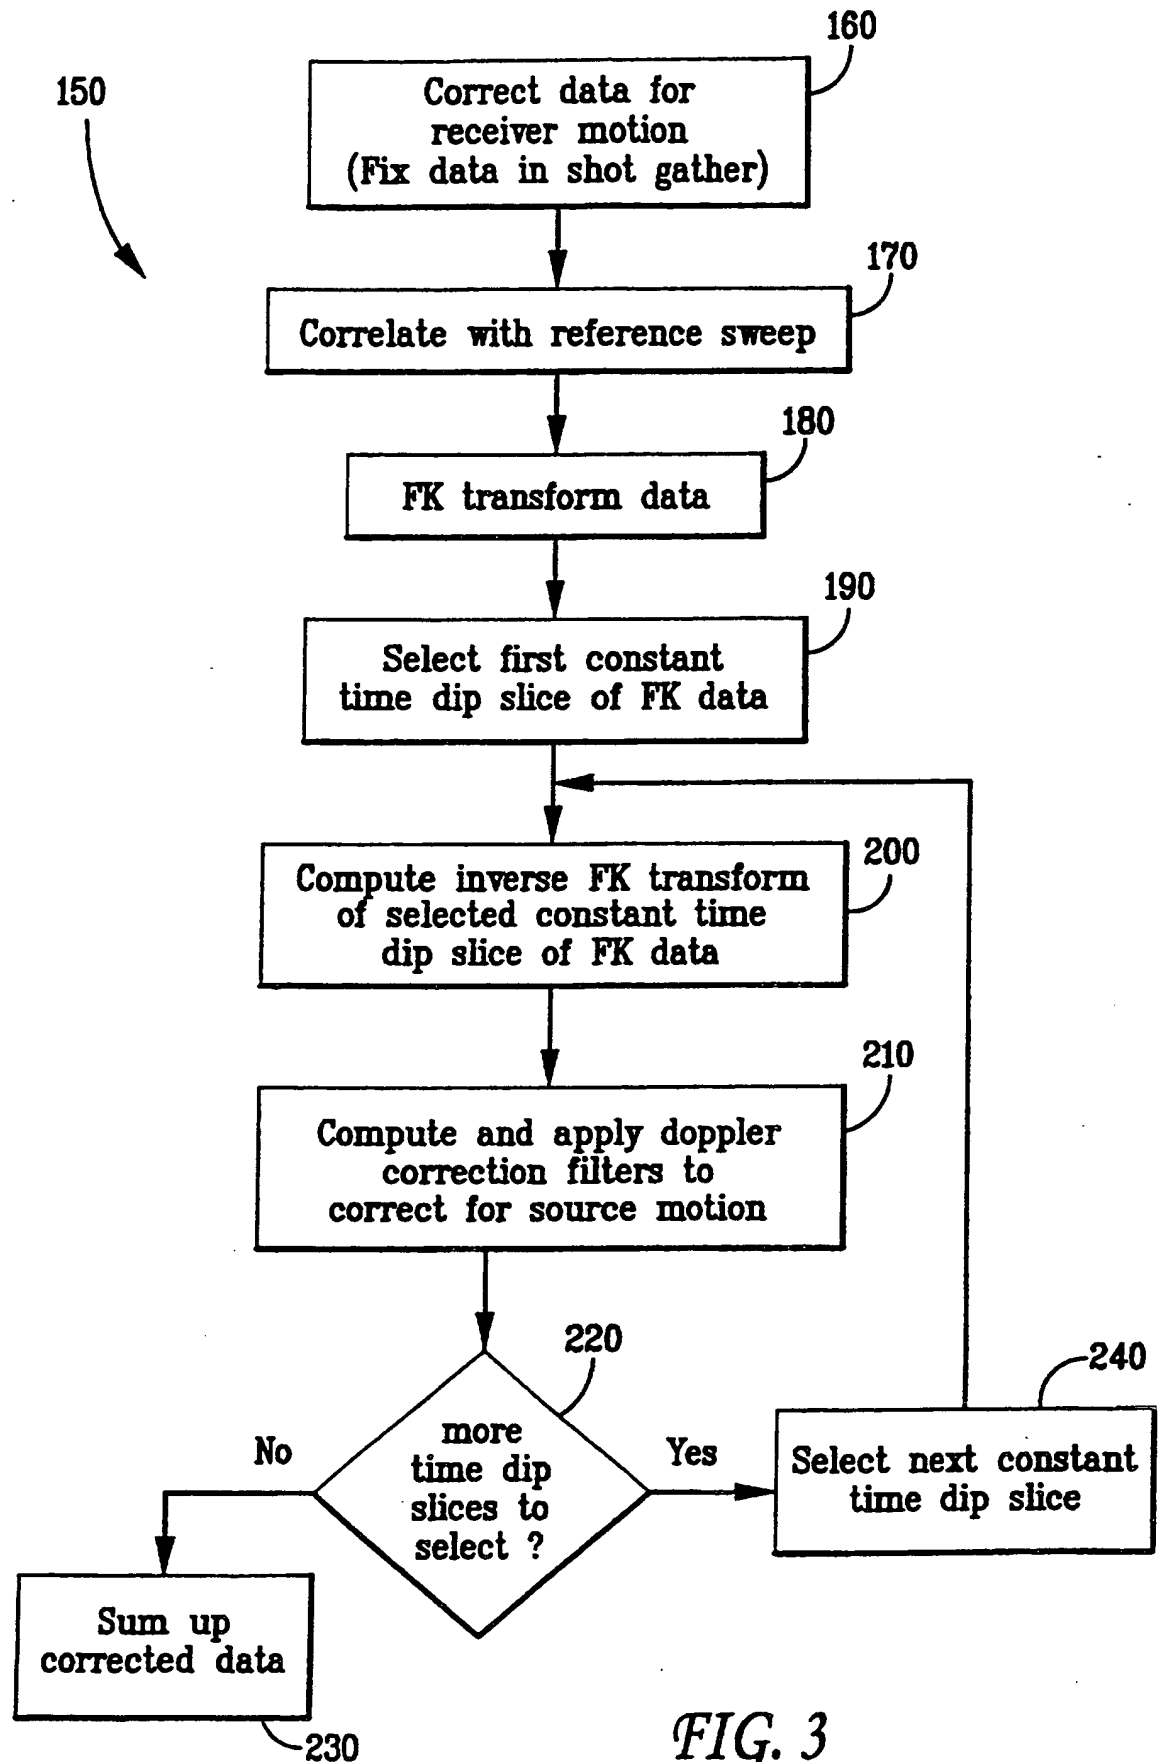 160
150
Correct data for
receiver motion
(Fix data in shot gather)
170
Correlate with reference sweep
180
FK transform data
190
Select first constant
time dip slice of FK data
200
Compute inverse FK transform
of selected constant time
dip slice of FK data
210
Compute and apply doppler
correction filters to
correct for source motion
220
240
more
time dip
slices to
select ?
No
Yes
Select next constant
time dip slice
Sum up
corrected data
230
FIG. 3